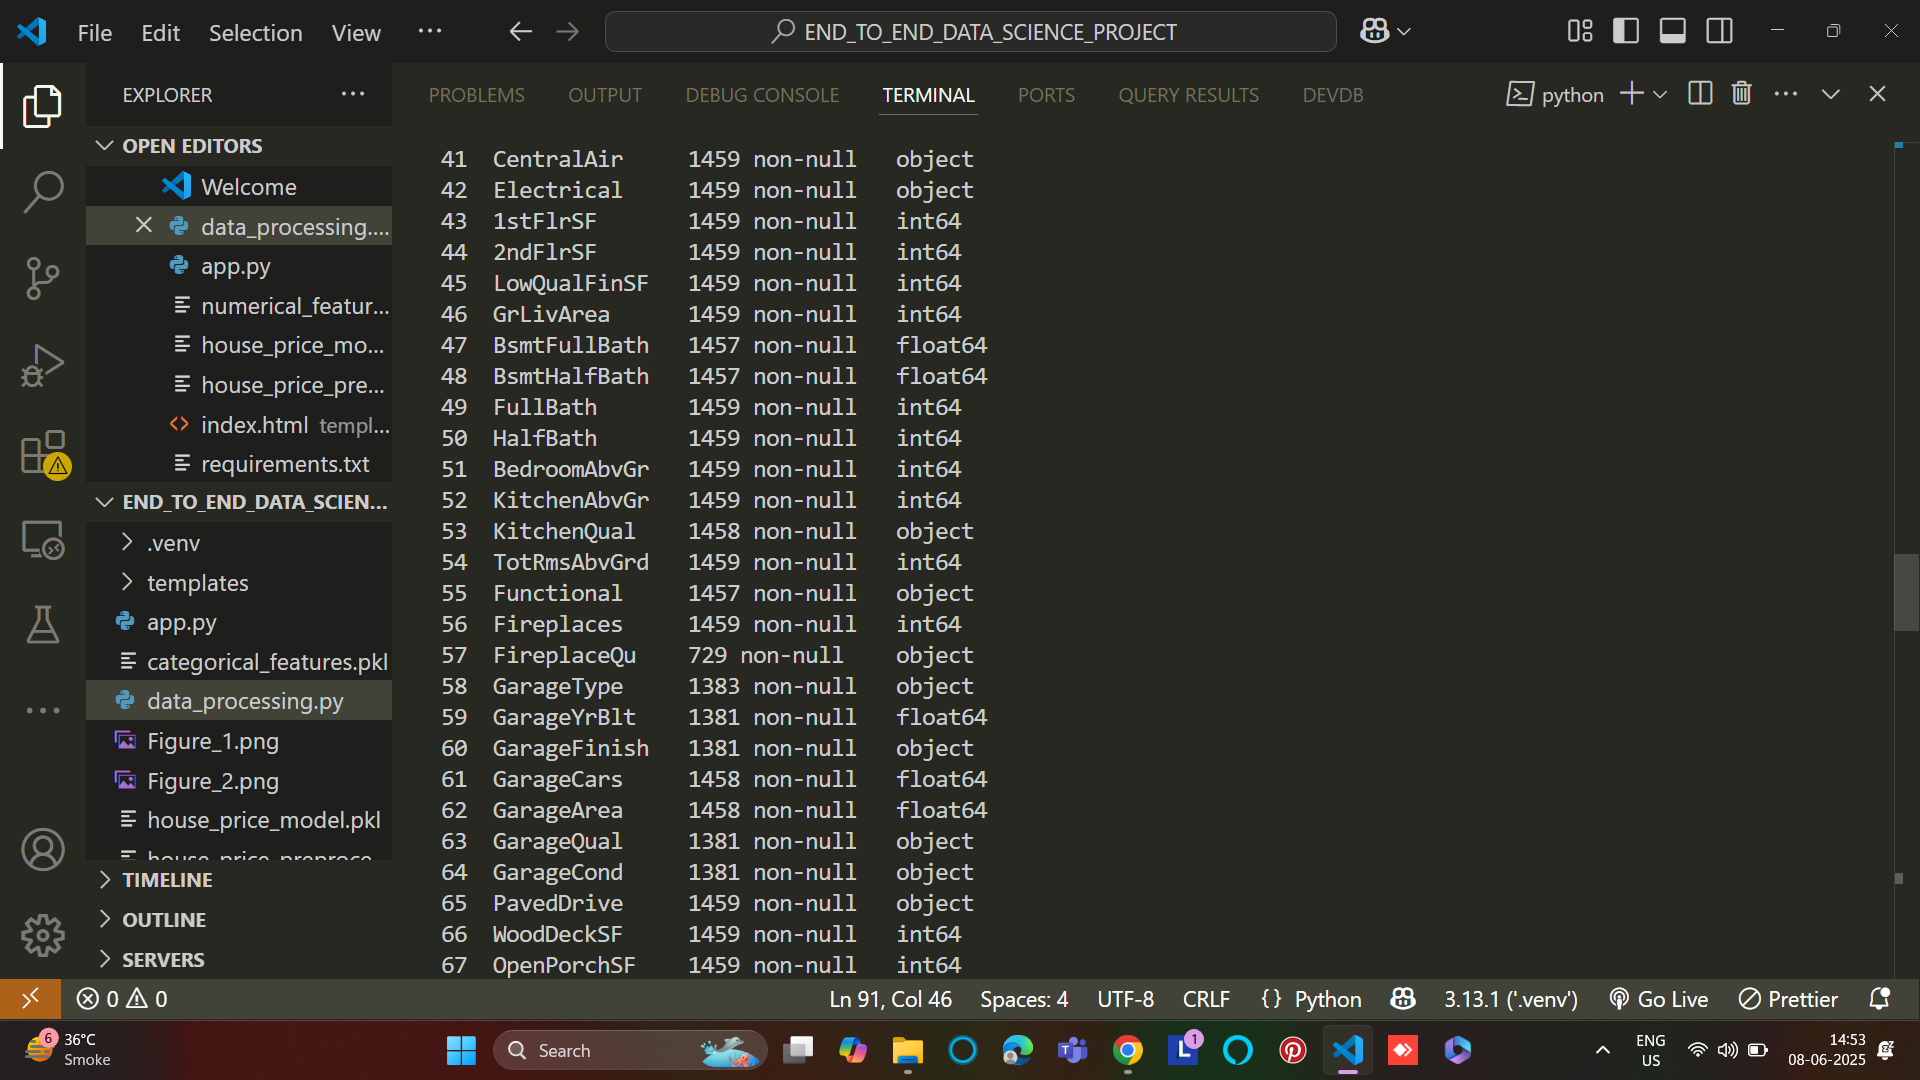 File Edit Selection View ···
END_TO_END_DATA_SCIENCE_PROJECT
EXPLORER
OPEN EDITORS
Welcome
data_processing....
app.py
numerical_featur...
house_price_mo...
house_price_pre...
index.html templ...
requirements.txt
END_TO_END_DATA_SCIEN...
.venv
templates
app.py
categorical_features.pkl
data_processing.py
Figure_1.png
Figure_2.png
house_price_model.pkl
house_price_preproce
TIMELINE
OUTLINE
SERVERS
PROBLEMS OUTPUT DEBUG CONSOLE TERMINAL PORTS QUERY RESULTS DEVDB
python
41 CentralAir 1459 non-null object
42 Electrical 1459 non-null object
43 1stFlrSF 1459 non-null int64
44 2ndFlrSF 1459 non-null int64
45 LowQualFinSF 1459 non-null int64
46 GrLivArea 1459 non-null int64
47 BsmtFullBath 1457 non-null float64
48 BsmtHalfBath 1457 non-null float64
49 FullBath 1459 non-null int64
50 HalfBath 1459 non-null int64
51 BedroomAbvGr 1459 non-null int64
52 KitchenAbvGr 1459 non-null int64
53 KitchenQual 1458 non-null object
54 TotRmsAbvGrd 1459 non-null int64
55 Functional 1457 non-null object
56 Fireplaces 1459 non-null int64
57 FireplaceQu 729 non-null object
58 GarageType 1383 non-null object
59 GarageYrBlt 1381 non-null float64
60 GarageFinish 1381 non-null object
61 GarageCars 1458 non-null float64
62 GarageArea 1458 non-null float64
63 GarageQual 1381 non-null object
64 GarageCond 1381 non-null object
65 PavedDrive 1459 non-null object
66 WoodDeckSF 1459 non-null int64
67 OpenPorchSF 1459 non-null int64
0 0
Ln 91, Col 46 Spaces: 4 UTF-8 CRLF {} Python 3.13.1 ('.venv') Go Live Prettier
6
36°C
Smoke
Search
1
ENG
US
14:53
08-06-2025